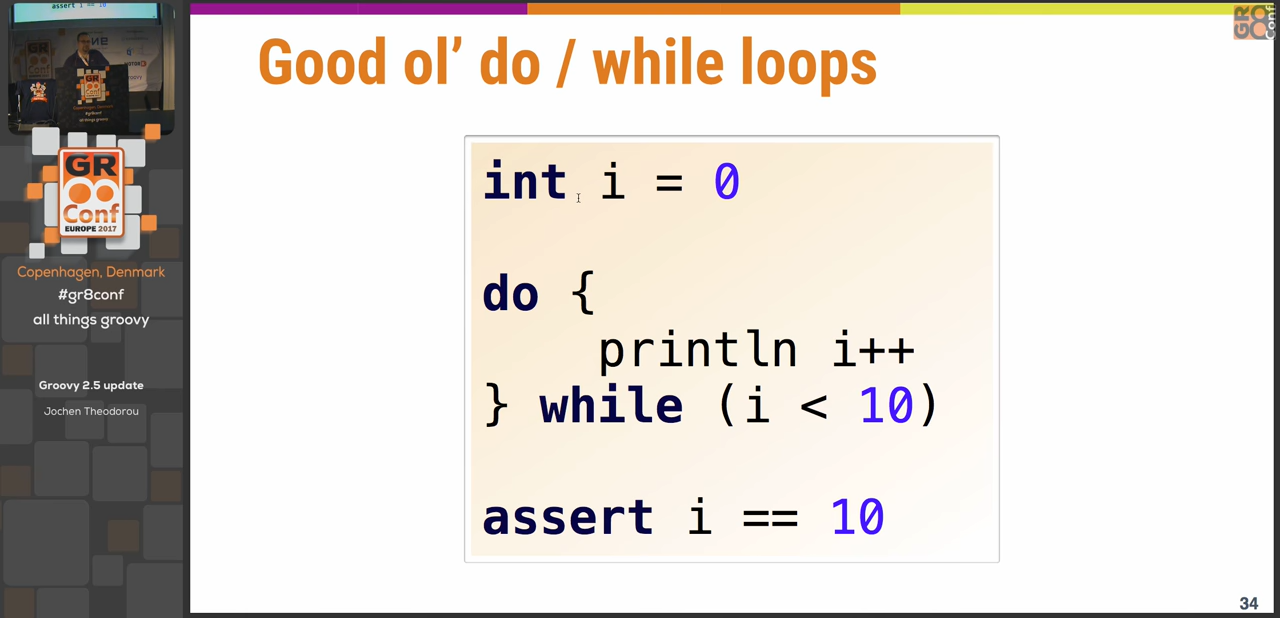 assert i == 10
GR
Conf
EUROPE 2017
Copenhagen, Denmark
#gr8conf
all things groovy
Groovy 2.5 update
Jochen Theodorou
Good ol’ do / while loops
int i = 0
do {
    println i++
} while (i < 10)
assert i == 10
34